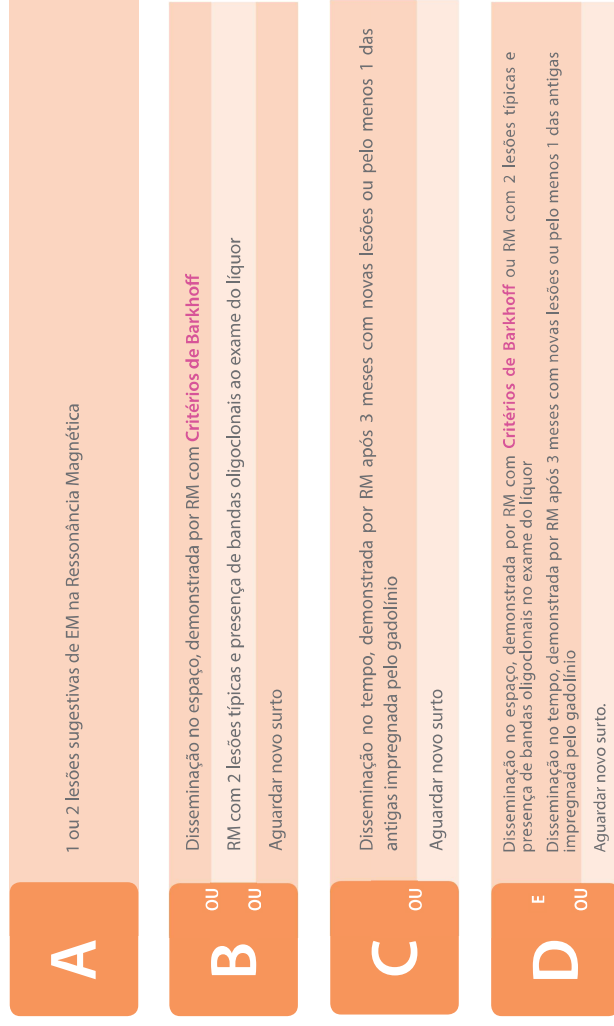 A
1 ou 2 lesões sugestivas de EM na Ressonância Magnética
B
Disseminação no espaço, demonstrada por RM com Critérios de Barkhoff
OU
RM com 2 lesões típicas e presença de bandas oligoclonais ao exame do líquor
OU
Aguardar novo surto
C
Disseminação no tempo, demonstrada por RM após 3 meses com novas lesões ou pelo menos 1 das
antigas impregnada pelo gadolínio
OU
Aguardar novo surto
D
Disseminação no espaço, demonstrada por RM com Critérios de Barkhoff ou RM com 2 lesões típicas e
presença de bandas oligoclonais no exame do líquor
E
Disseminação no tempo, demonstrada por RM após 3 meses com novas lesões ou pelo menos 1 das antigas
impregnada pelo gadolínio
OU
Aguardar novo surto.